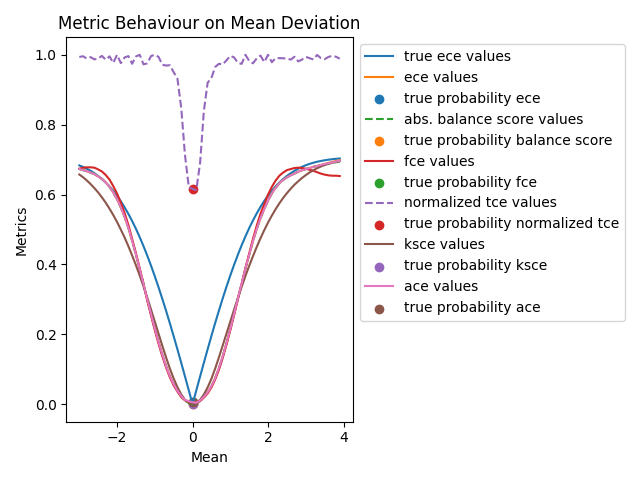 Metric Behaviour on Mean Deviation
1.0
0.8
0.6
0.4
0.2
0.0
Metrics
−2
0
2
4
Mean
true ece values
ece values
true probability ece
abs. balance score values
true probability balance score
fce values
true probability fce
normalized tce values
true probability normalized tce
ksce values
true probability ksce
ace values
true probability ace